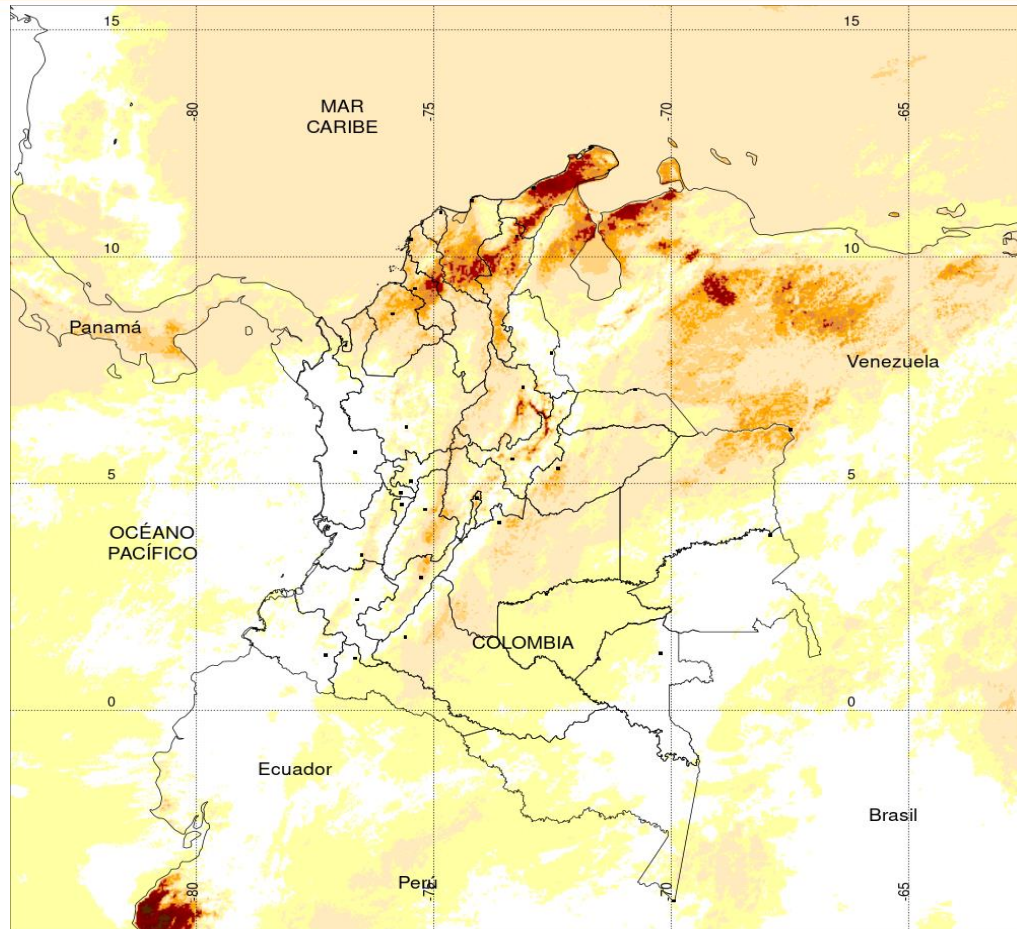 15
15
-80
-75
-70
-65
MAR
CARIBE
10
10
Panamá
Venezuela
5
5
OCÉANO
PACÍFICO
COLOMBIA
0
0
Ecuador
Brasil
Perú
-80
-75
-70
-65